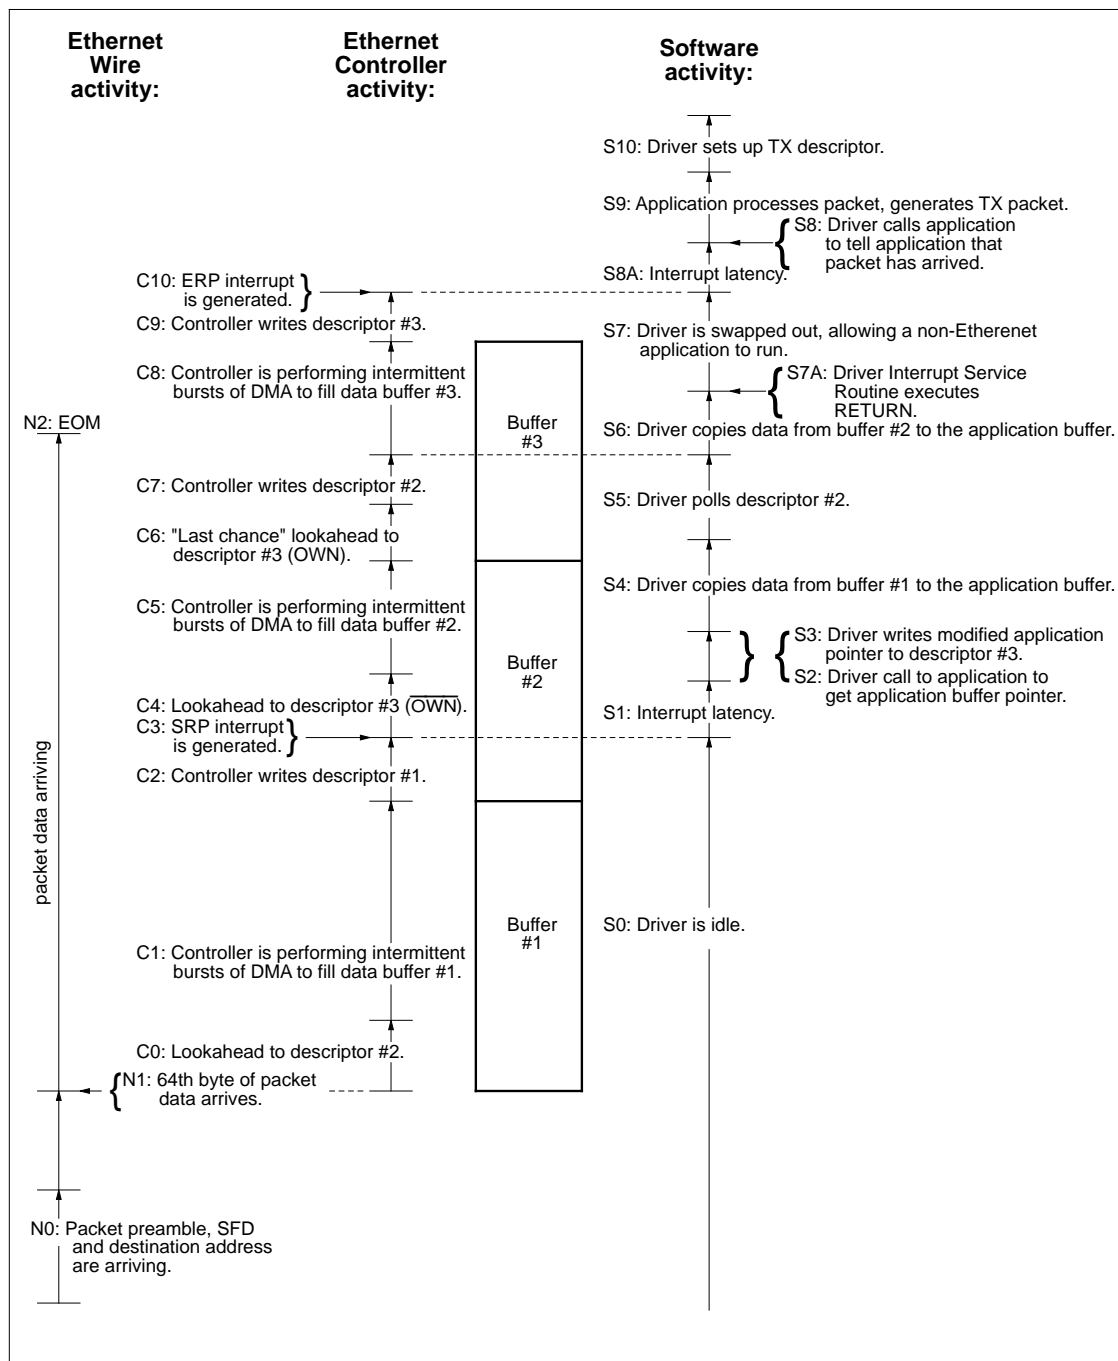 Ethernet
Wire
activity:
Ethernet
Controller
activity:
Software
activity:
S10: Driver sets up TX descriptor.
S9: Application processes packet, generates TX packet.
S8: Driver calls application
to tell application that
packet has arrived.
S8A: Interrupt latency.
C10: ERP interrupt
is generated.
C9: Controller writes descriptor #3.
S7: Driver is swapped out, allowing a non-Etherenet
application to run.
C8: Controller is performing intermittent
bursts of DMA to fill data buffer #3.
S7A: Driver Interrupt Service
Routine executes
RETURN.
N2: EOM
Buffer
#3
S6: Driver copies data from buffer #2 to the application buffer.
C7: Controller writes descriptor #2.
S5: Driver polls descriptor #2.
C6: "Last chance" lookahead to
descriptor #3 (OWN).
S4: Driver copies data from buffer #1 to the application buffer.
C5: Controller is performing intermittent
bursts of DMA to fill data buffer #2.
S3: Driver writes modified application
pointer to descriptor #3.
Buffer
#2
S2: Driver call to application to
get application buffer pointer.
C4: Lookahead to descriptor #3 (O̅W̅N̅).
S1: Interrupt latency.
C3: SRP interrupt
is generated.
C2: Controller writes descriptor #1.
packet data arriving
Buffer
#1
S0: Driver is idle.
C1: Controller is performing intermittent
bursts of DMA to fill data buffer #1.
C0: Lookahead to descriptor #2.
N1: 64th byte of packet
data arrives.
N0: Packet preamble, SFD
and destination address
are arriving.